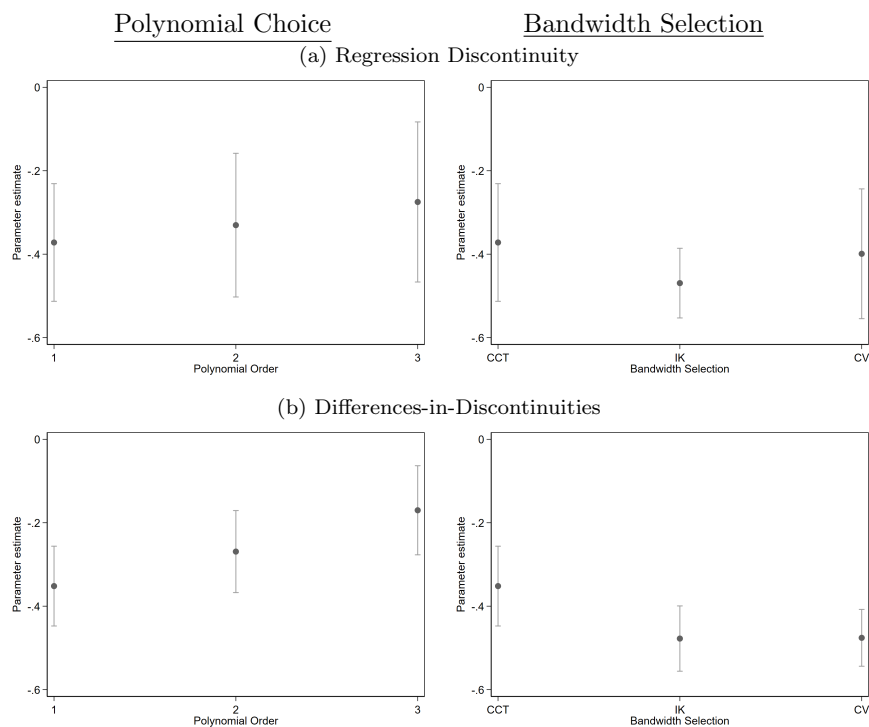 Polynomial Choice
Bandwidth Selection
(a) Regression Discontinuity
0
-.2
-.4
-.6
Parameter estimate
1 2 3
Polynomial Order
0
-.2
-.4
-.6
Parameter estimate
CCT IK CV
Bandwidth Selection
(b) Differences-in-Discontinuities
0
-.2
-.4
-.6
Parameter estimate
1 2 3
Polynomial Order
0
-.2
-.4
-.6
Parameter estimate
CCT IK CV
Bandwidth Selection